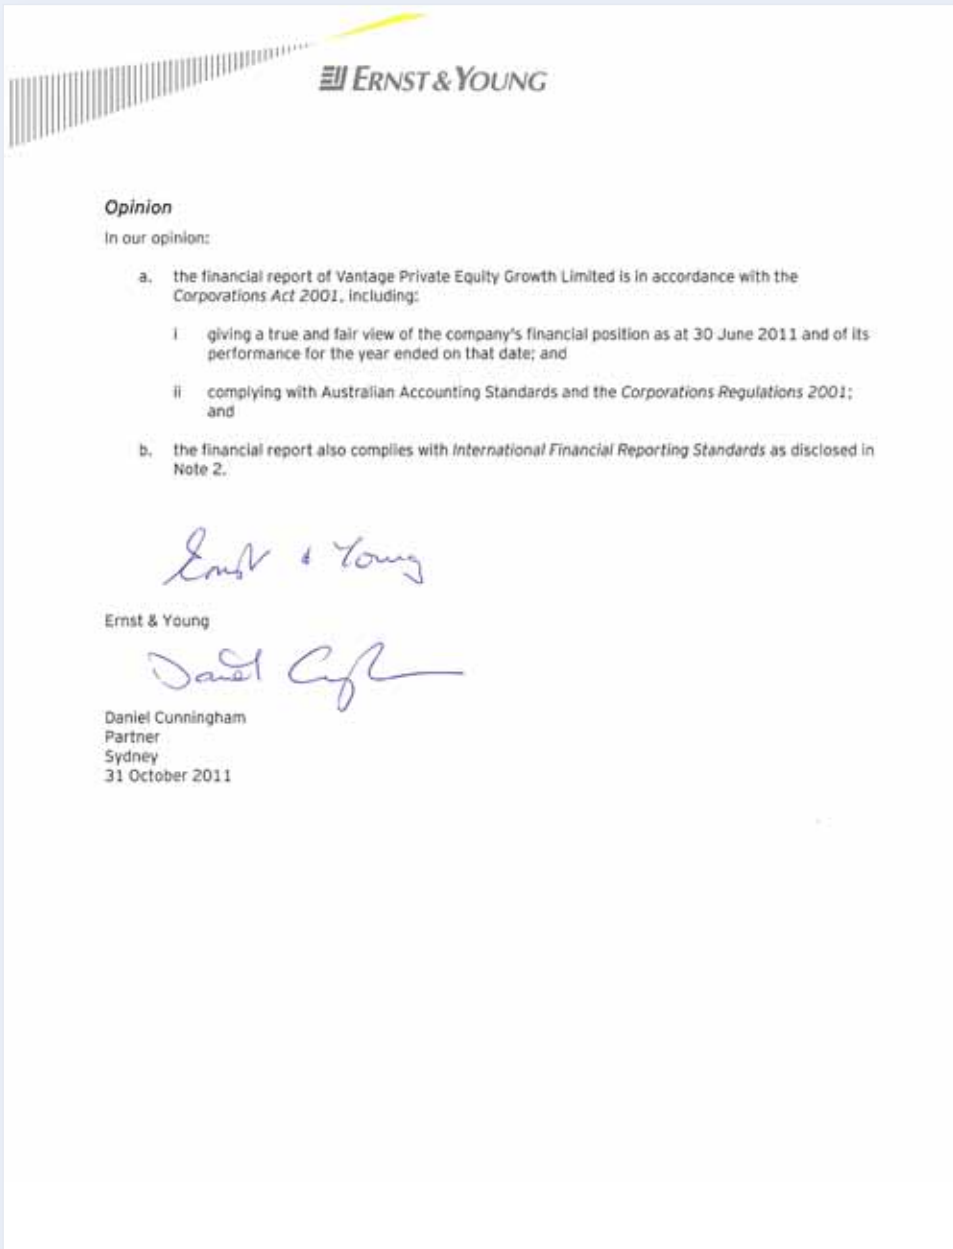 ERNST & YOUNG
Opinion
In our opinion:
a. the financial report of Vantage Private Equity Growth Limited is in accordance with the
Corporations Act 2001, including:
i giving a true and fair view of the company's financial position as at 30 June 2011 and of its
performance for the year ended on that date; and
ii complying with Australian Accounting Standards and the Corporations Regulations 2001;
and
b. the financial report also complies with International Financial Reporting Standards as disclosed in
Note 2.
Ernst & Young
Ernst & Young
Daniel Cunningham
Partner
Sydney
31 October 2011